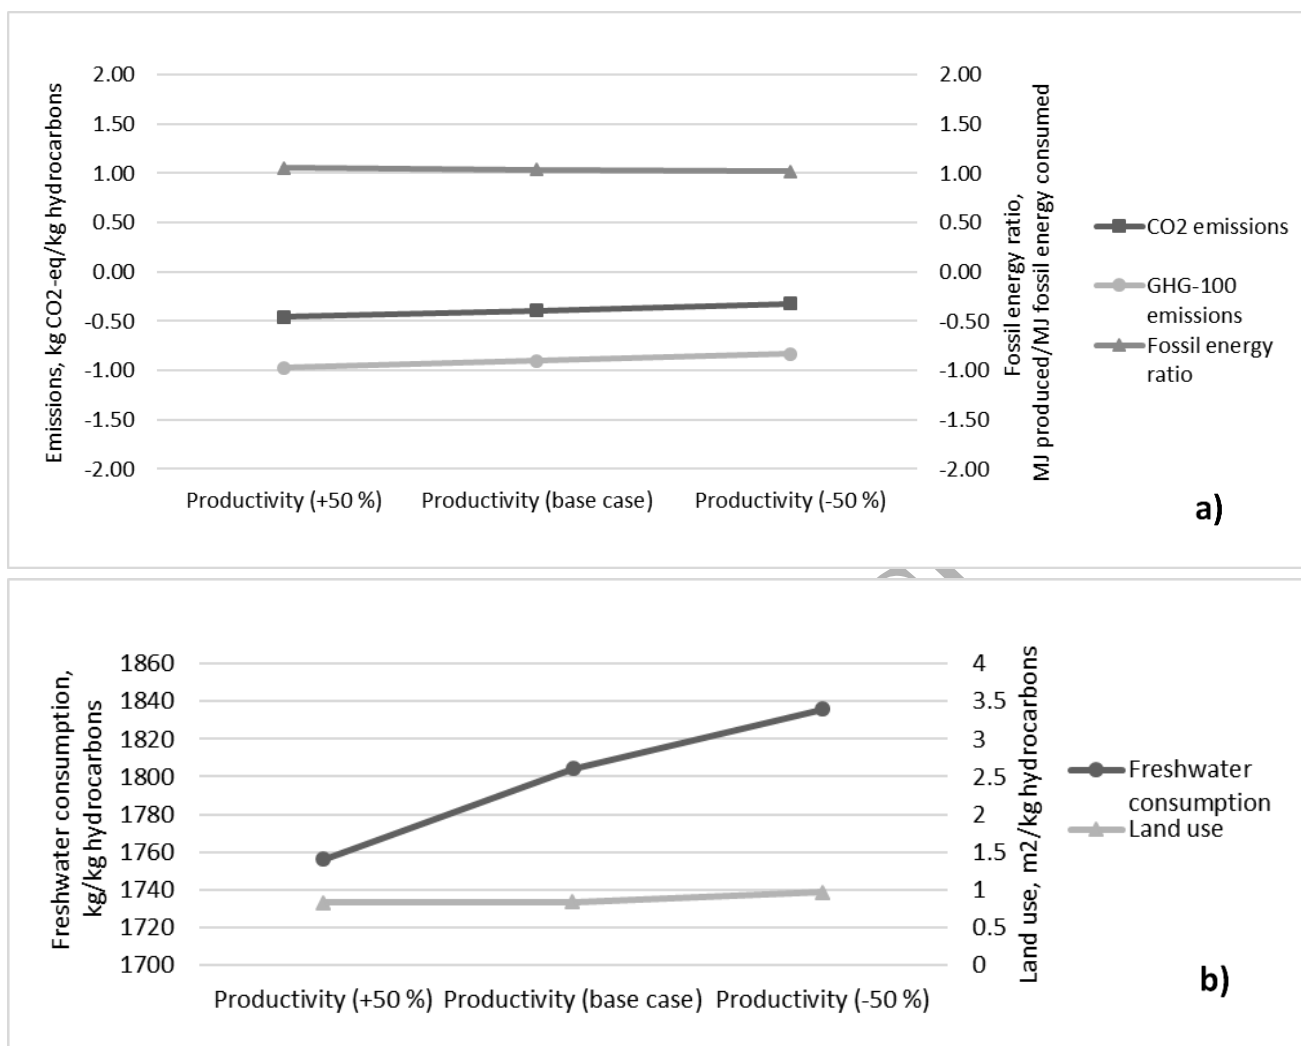 Emissions, kg CO2-eq/kg hydrocarbons
2.00
1.50
1.00
0.50
0.00
-0.50
-1.00
-1.50
-2.00
Productivity (+50 %)
Productivity (base case)
Productivity (-50 %)
2.00
1.50
1.00
0.50
0.00
-0.50
-1.00
-1.50
-2.00
Fossil energy ratio,
MJ produced/MJ fossil energy consumed
CO2 emissions
GHG-100
emissions
Fossil energy
ratio
a)
Freshwater consumption,
kg/kg hydrocarbons
1860
1840
1820
1800
1780
1760
1740
1720
1700
Productivity (+50 %)
Productivity (base case)
Productivity (-50 %)
4
3.5
3
2.5
2
1.5
1
0.5
0
Land use, m2/kg hydrocarbons
Freshwater
consumption
Land use
b)